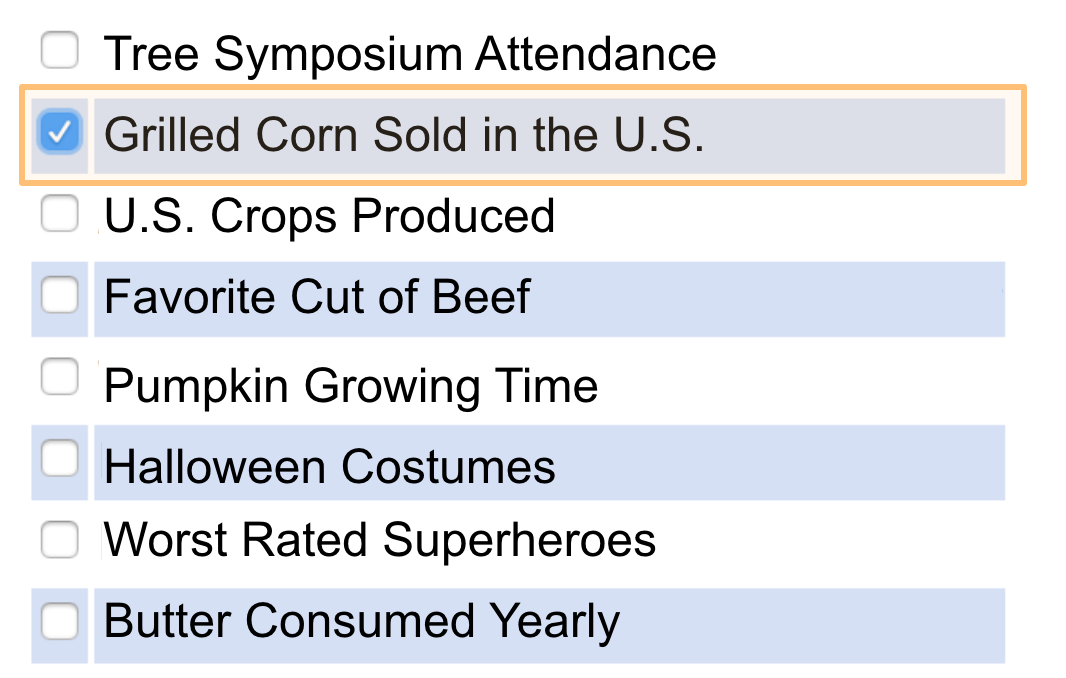 Tree Symposium Attendance
Grilled Corn Sold in the U.S.
U.S. Crops Produced
Favorite Cut of Beef
Pumpkin Growing Time
Halloween Costumes
Worst Rated Superheroes
Butter Consumed Yearly